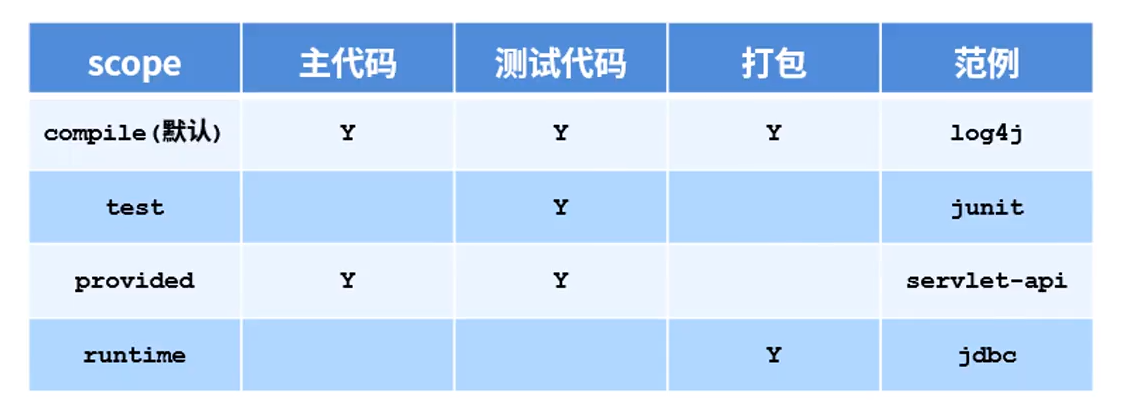 scope 主代码 测试代码 打包 范例
compile(默认) Y Y Y log4j
test Y junit
provided Y Y servlet-api
runtime Y jdbc